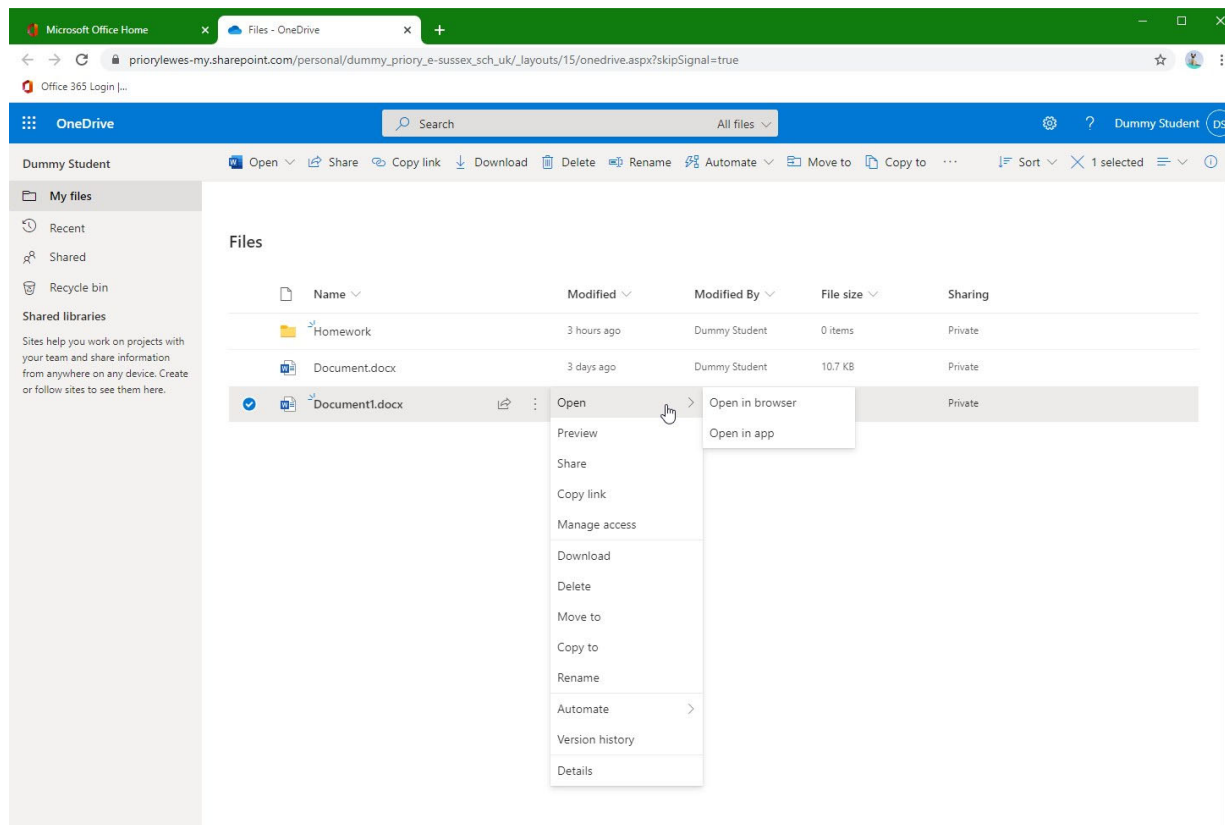 Microsoft Office Home
Files - OneDrive
priorylewes-my.sharepoint.com/personal/dummy_priory_e-sussex_sch_uk/_layouts/15/onedrive.aspx?skipSignal=true
Office 365 Login |...
OneDrive Search All files ? Dummy Student DS
Dummy Student Open Share Copy link Download Delete Rename Automate Move to Copy to ... Sort 1 selected
My files
Recent
Shared
Recycle bin
Shared libraries
Sites help you work on projects with
your team and share information
from anywhere on any device. Create
or follow sites to see them here.
Files
Name Modified Modified By File size Sharing
Homework 3 hours ago Dummy Student 0 items Private
Document.docx 3 days ago Dummy Student 10.7 KB Private
Document1.docx Private
Open
Preview
Share
Copy link
Manage access
Download
Delete
Move to
Copy to
Rename
Automate
Version history
Details
Open in browser
Open in app